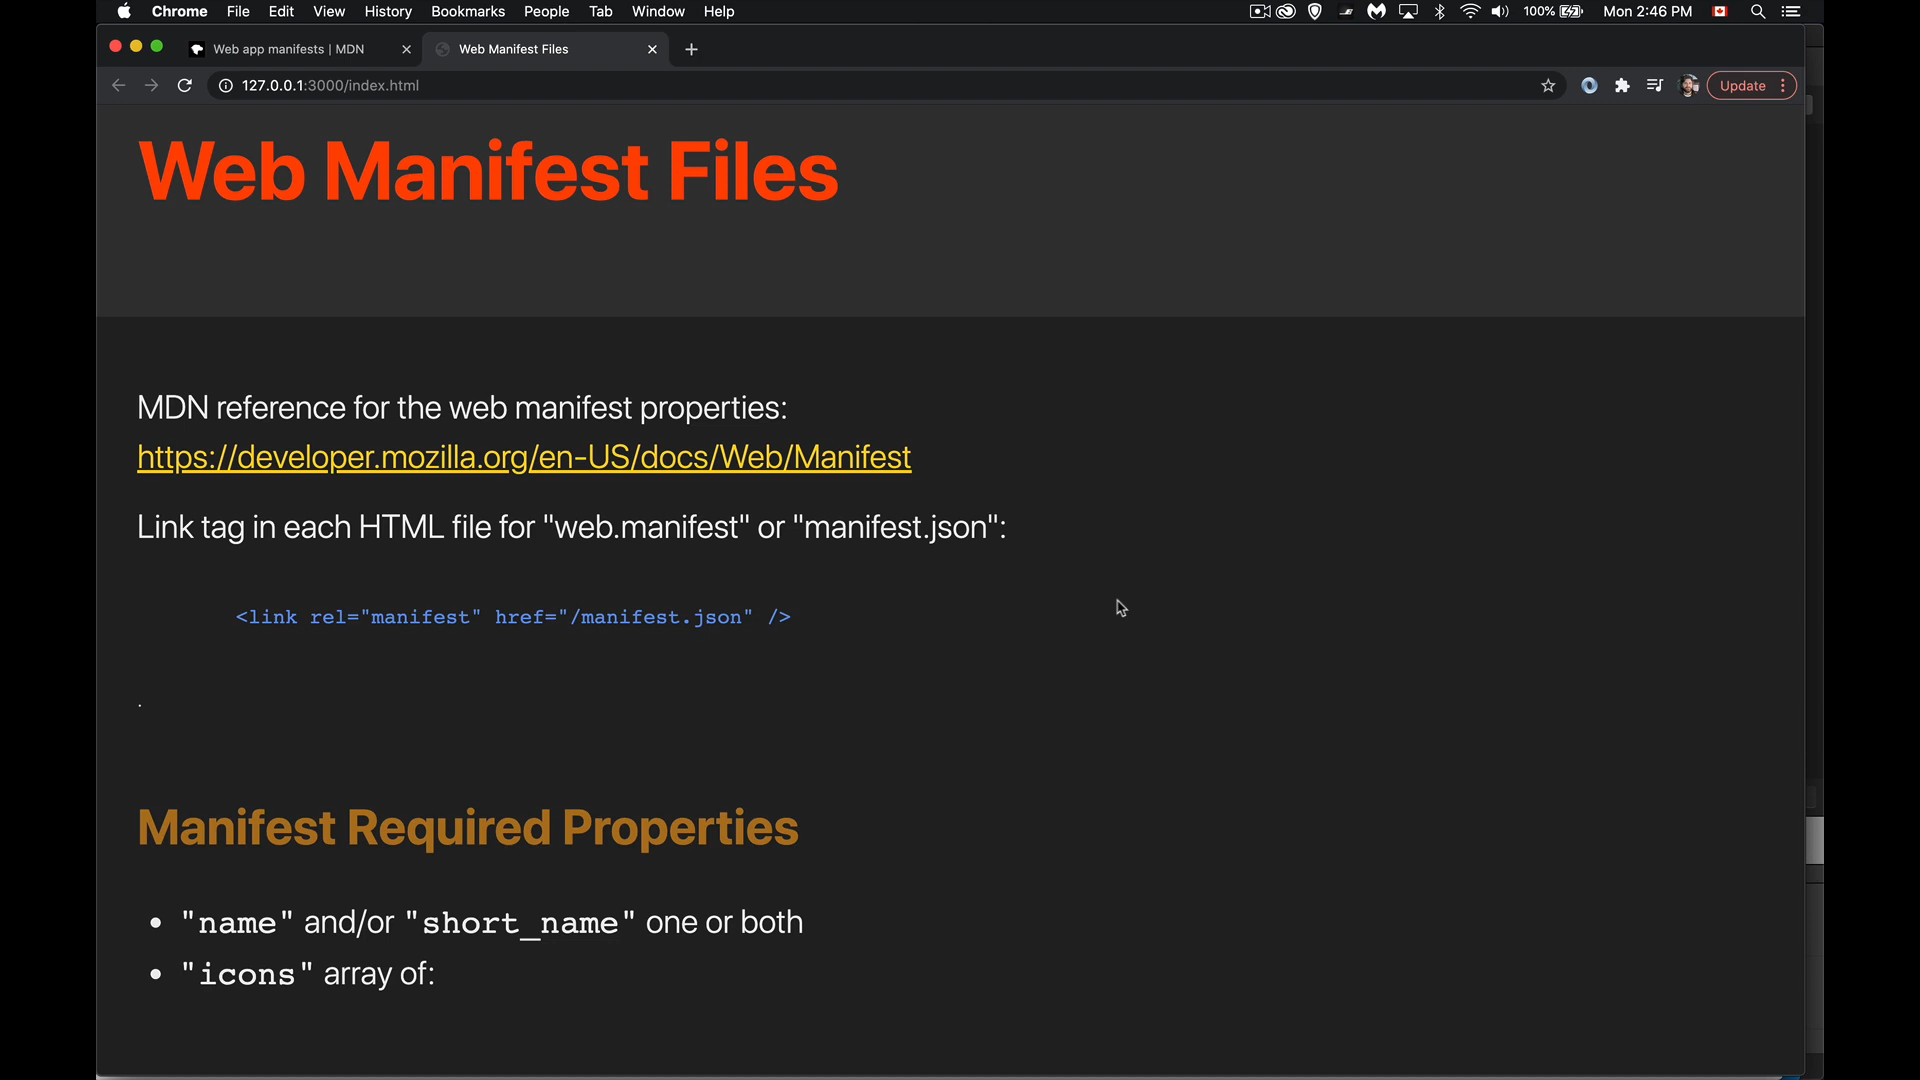 Chrome File Edit View History Bookmarks People Tab Window Help 100% Mon 2:46 PM
Web app manifests | MDN Web Manifest Files
127.0.0.1:3000/index.html Update
Web Manifest Files
MDN reference for the web manifest properties:
https://developer.mozilla.org/en-US/docs/Web/Manifest
Link tag in each HTML file for "web.manifest" or "manifest.json":
<link rel="manifest" href="/manifest.json" />
.
Manifest Required Properties
• "name" and/or "short_name" one or both
• "icons" array of: